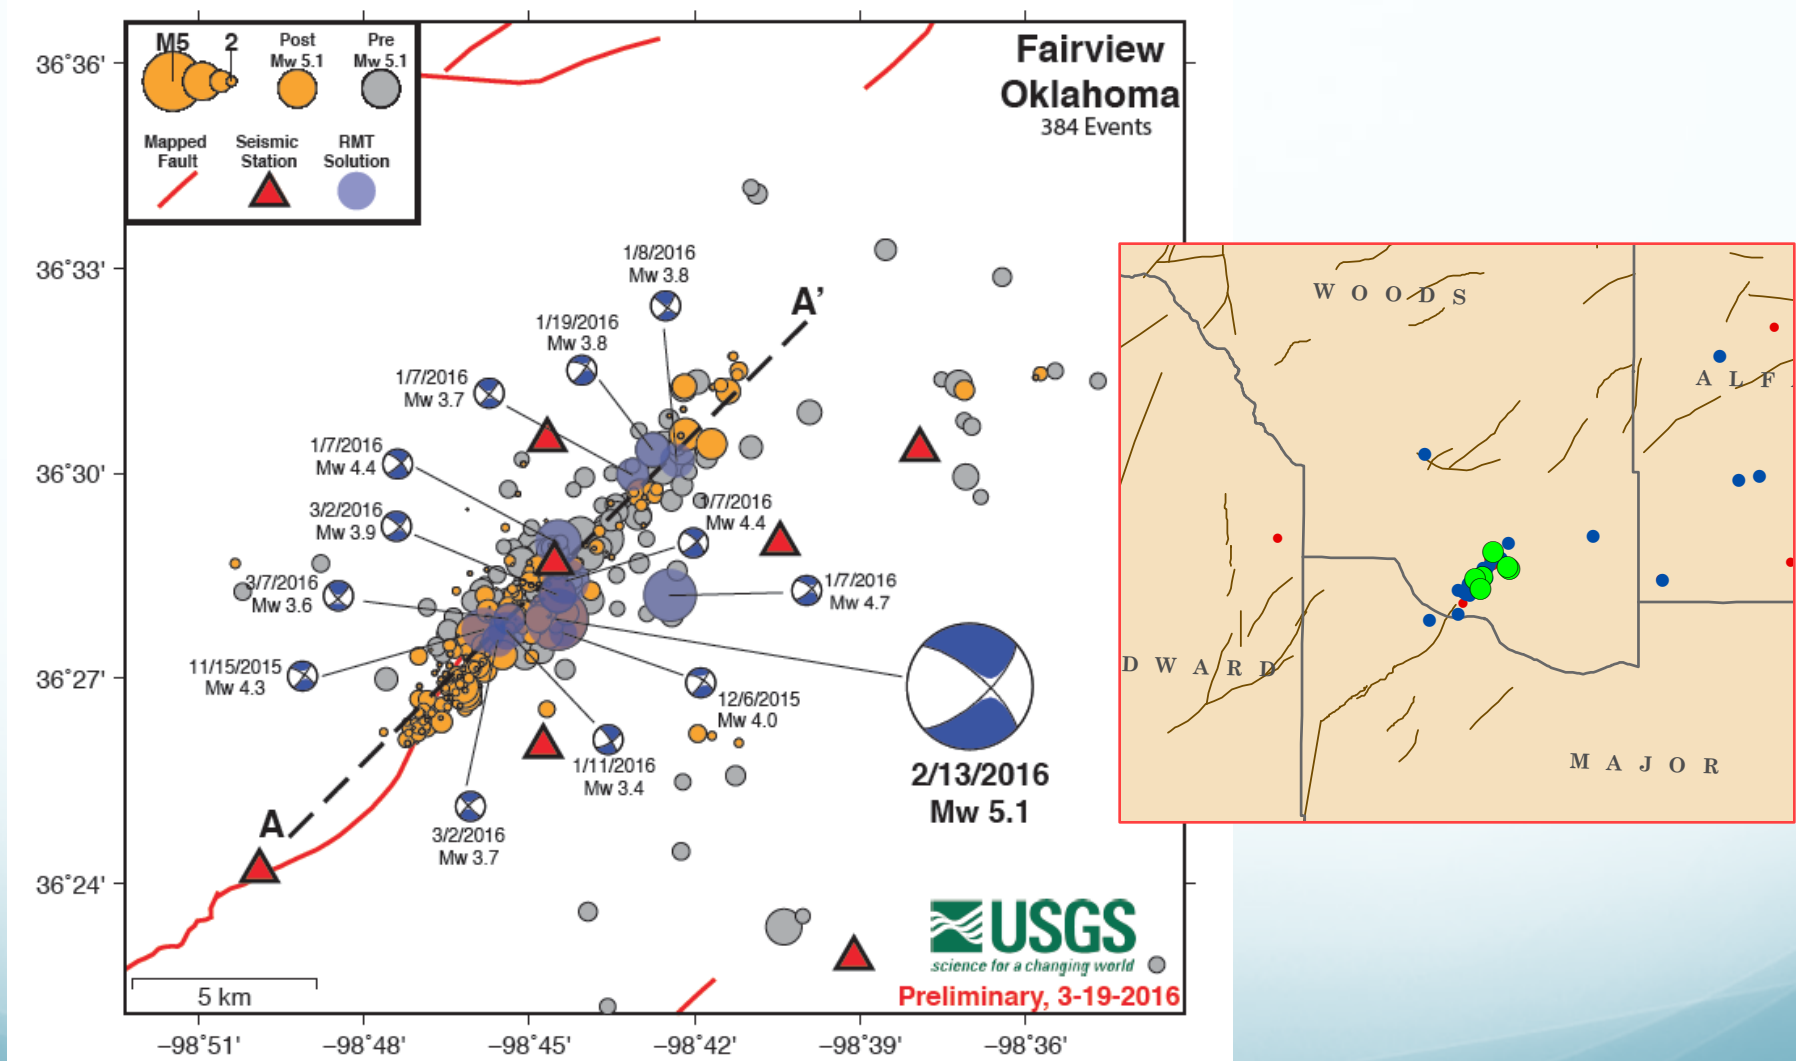 M5 2 Post Mw 5.1 Pre Mw 5.1
Mapped Fault
Seismic Station
RMT Solution
Fairview
Oklahoma
384 Events
36˚36'
36˚33'
36˚30'
36˚27'
36˚24'
1/8/2016
Mw 3.8
A’
1/19/2016
Mw 3.8
1/7/2016
Mw 3.7
1/7/2016
Mw 4.4
3/2/2016
Mw 3.9
1/7/2016
Mw 4.4
3/7/2016
Mw 3.6
1/7/2016
Mw 4.7
11/15/2015
Mw 4.3
12/6/2015
Mw 4.0
1/11/2016
Mw 3.4
2/13/2016
Mw 5.1
A
3/2/2016
Mw 3.7
USGS
science for a changing world
Preliminary, 3-19-2016
5 km
−98˚51'
−98˚48'
−98˚45'
−98˚42'
−98˚39'
−98˚36'
WOODS
ALF
DWARD
MAJOR